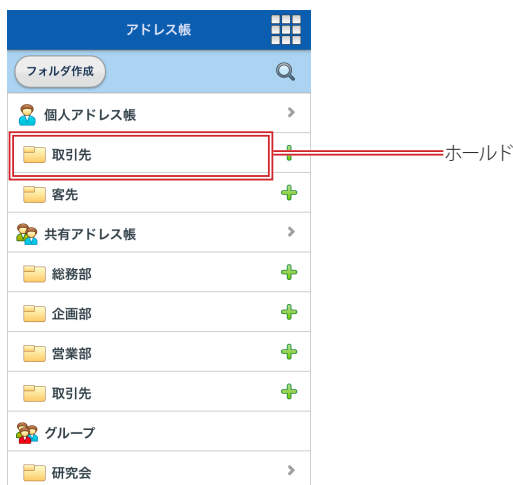 アドレス帳
フォルダ作成
個人アドレス帳
取引先
ホールド
客先
共有アドレス帳
総務部
企画部
営業部
取引先
グループ
研究会